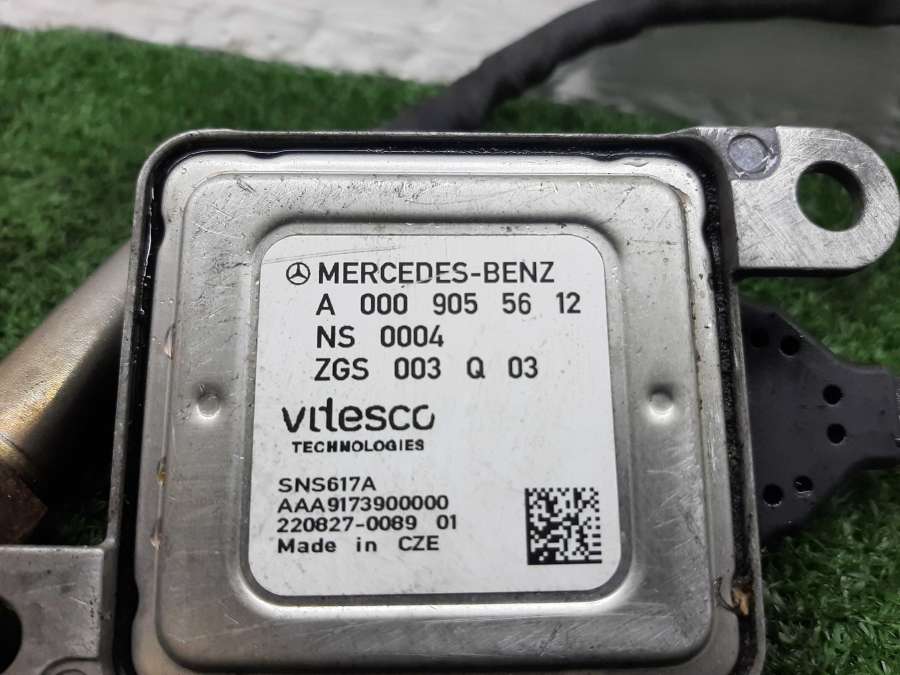 MERCEDES-BENZ
A 000 905 56 12
NS 0004
ZGS 003 Q 03
vitesco
TECHNOLOGIES
SNS617A
AAA9173900000
220827-0089 01
Made in CZE